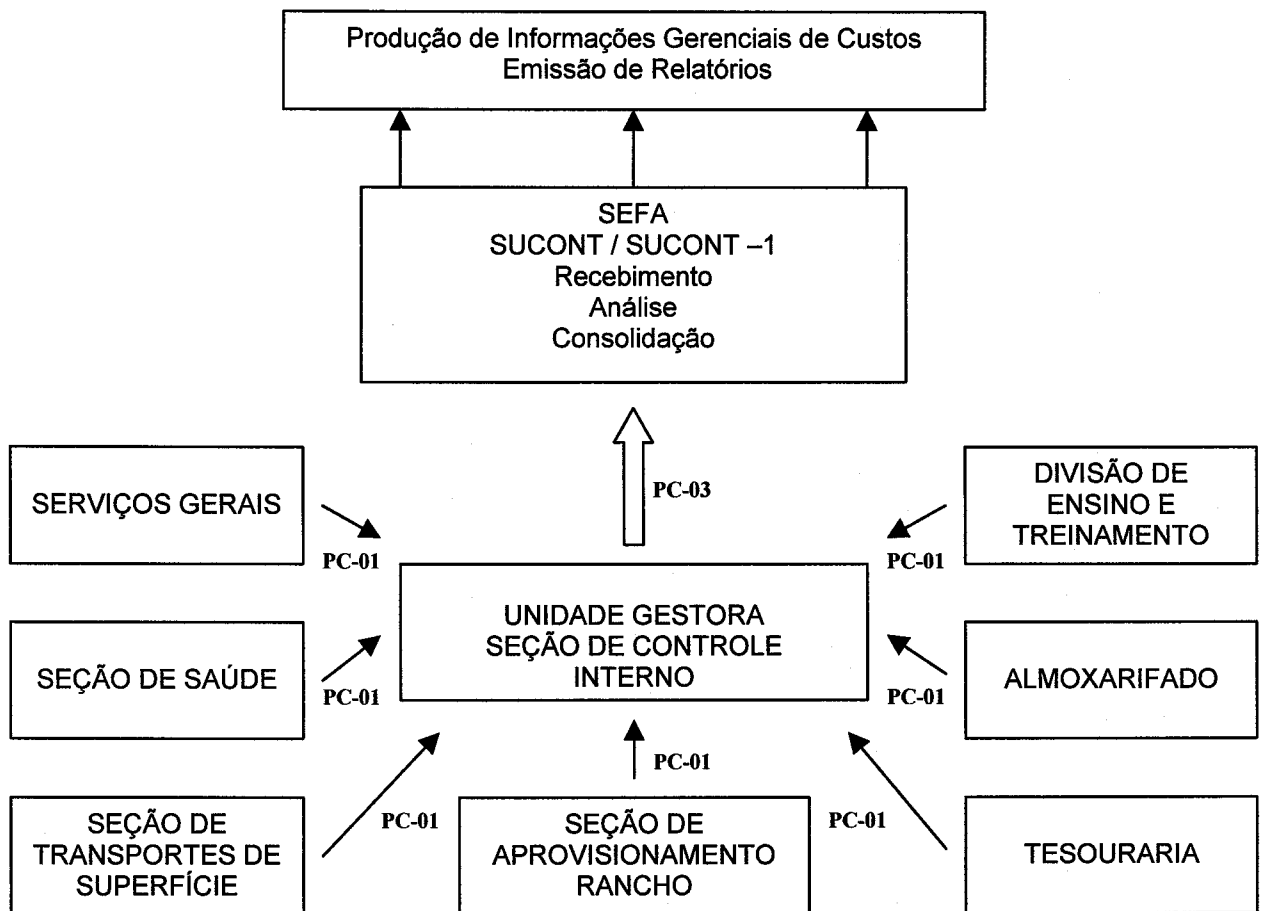 Produção de Informações Gerenciais de Custos
Emissão de Relatórios
SEFA
SUCONT / SUCONT –1
Recebimento
Análise
Consolidação
PC-03
SERVIÇOS GERAIS
PC-01
DIVISÃO DE
ENSINO E
TREINAMENTO
PC-01
UNIDADE GESTORA
SEÇÃO DE CONTROLE
INTERNO
SEÇÃO DE SAÚDE
PC-01
ALMOXARIFADO
PC-01
SEÇÃO DE
TRANSPORTES DE
SUPERFÍCIE
PC-01
PC-01
SEÇÃO DE
APROVISIONAMENTO
RANCHO
PC-01
TESOURARIA